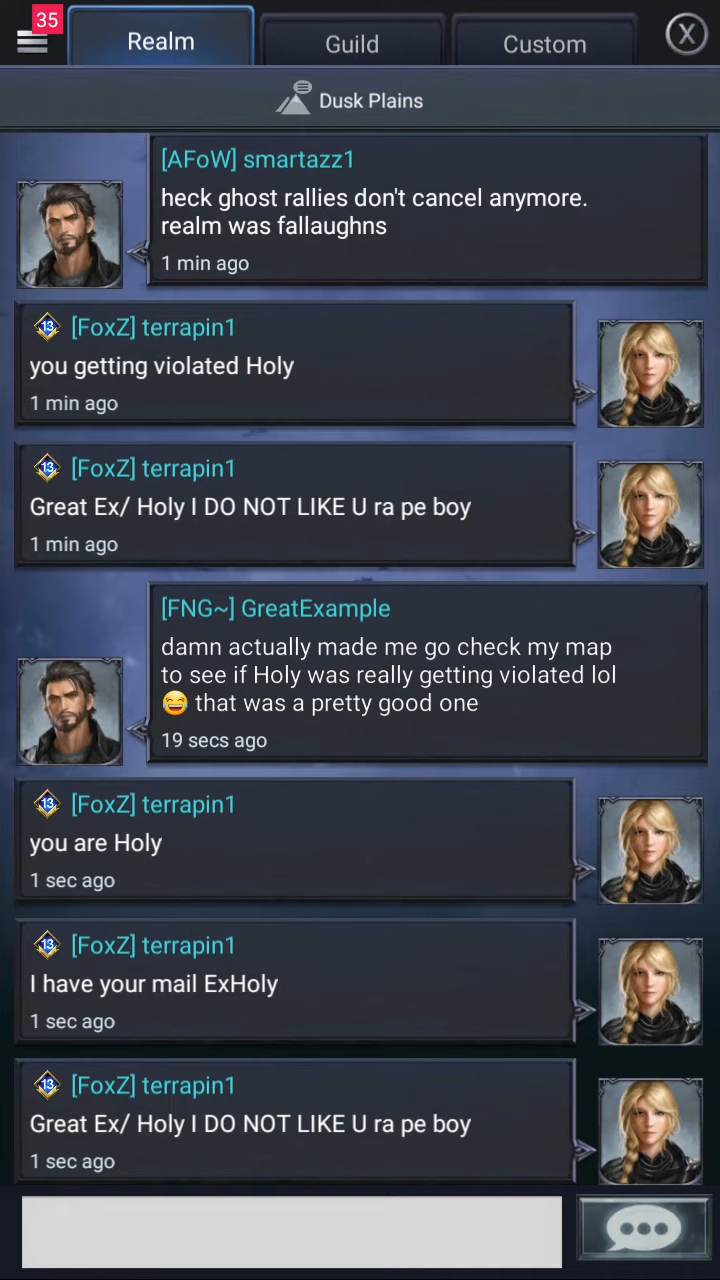 35
Realm
Guild
Custom
X
Dusk Plains
[AFoW] smartazz1
heck ghost rallies don't cancel anymore.
realm was fallaughns
1 min ago
13 [FoxZ] terrapin1
you getting violated Holy
1 min ago
13 [FoxZ] terrapin1
Great Ex/ Holy I DO NOT LIKE U ra pe boy
1 min ago
[FNG~] GreatExample
damn actually made me go check my map
to see if Holy was really getting violated lol
😂 that was a pretty good one
19 secs ago
13 [FoxZ] terrapin1
you are Holy
1 sec ago
13 [FoxZ] terrapin1
I have your mail ExHoly
1 sec ago
13 [FoxZ] terrapin1
Great Ex/ Holy I DO NOT LIKE U ra pe boy
1 sec ago